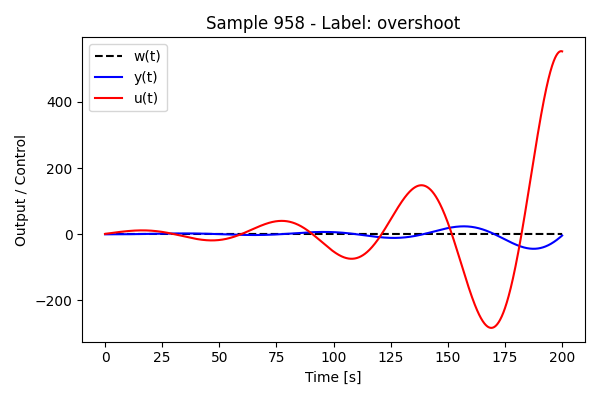 Sample 958 - Label: overshoot
w(t)
y(t)
u(t)
Output / Control
400
200
0
−200
0 25 50 75 100 125 150 175 200
Time [s]